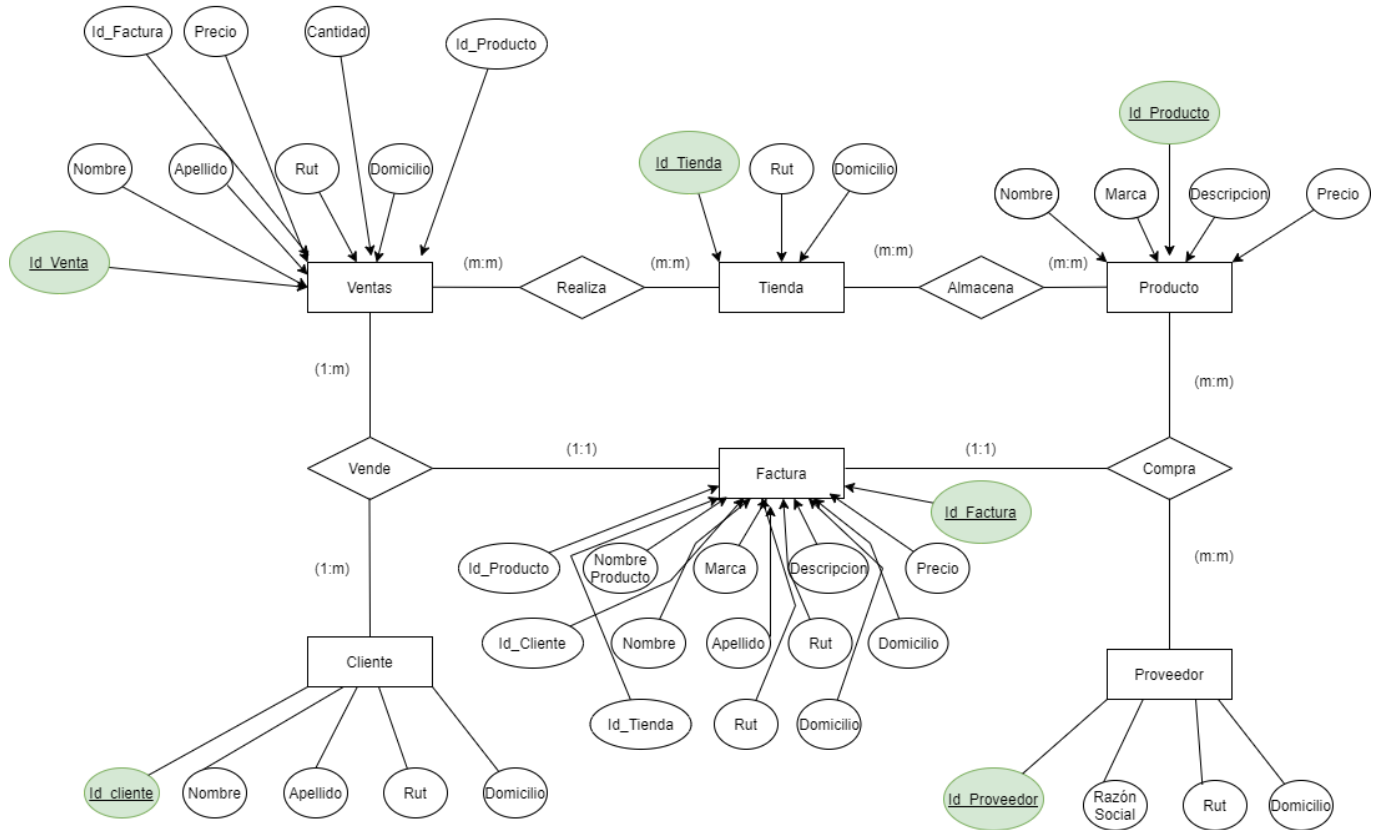 Id_Factura
Precio
Cantidad
Id_Producto
Id_Producto
Nombre
Apellido
Rut
Domicilio
Id_Tienda
Rut
Domicilio
Nombre
Marca
Descripcion
Precio
Id_Venta
Ventas
(m:m)
Realiza
(m:m)
Tienda
(m:m)
Almacena
(m:m)
Producto
(1:m)
(m:m)
Vende
(1:1)
Factura
(1:1)
Compra
Id_Factura
Id_Producto
Nombre
Producto
Marca
Descripcion
Precio
(1:m)
(m:m)
Id_Cliente
Nombre
Apellido
Rut
Domicilio
Cliente
Proveedor
Id_Tienda
Rut
Domicilio
Id_cliente
Nombre
Apellido
Rut
Domicilio
Id_Proveedor
Razón
Social
Rut
Domicilio